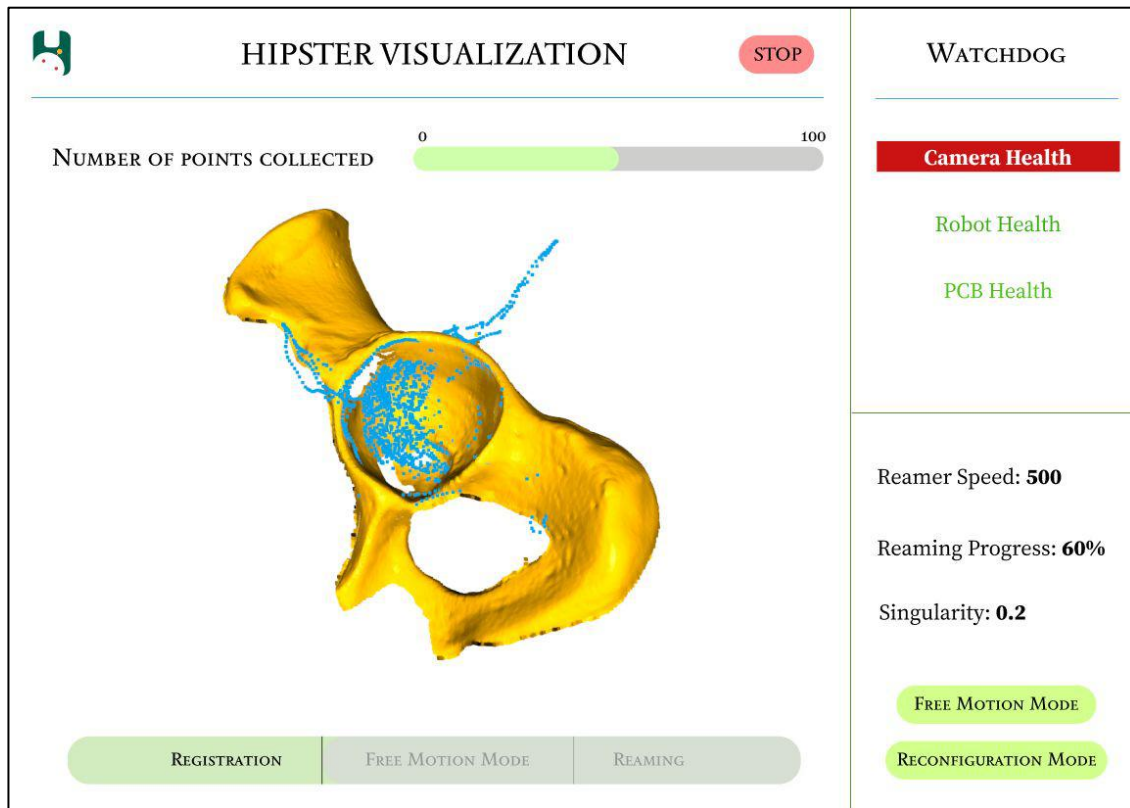 HIPSTER VISUALIZATION
STOP
NUMBER OF POINTS COLLECTED
0
100
REGISTRATION
FREE MOTION MODE
REAMING
WATCHDOG
Camera Health
Robot Health
PCB Health
Reamer Speed: 500
Reaming Progress: 60%
Singularity: 0.2
FREE MOTION MODE
RECONFIGURATION MODE